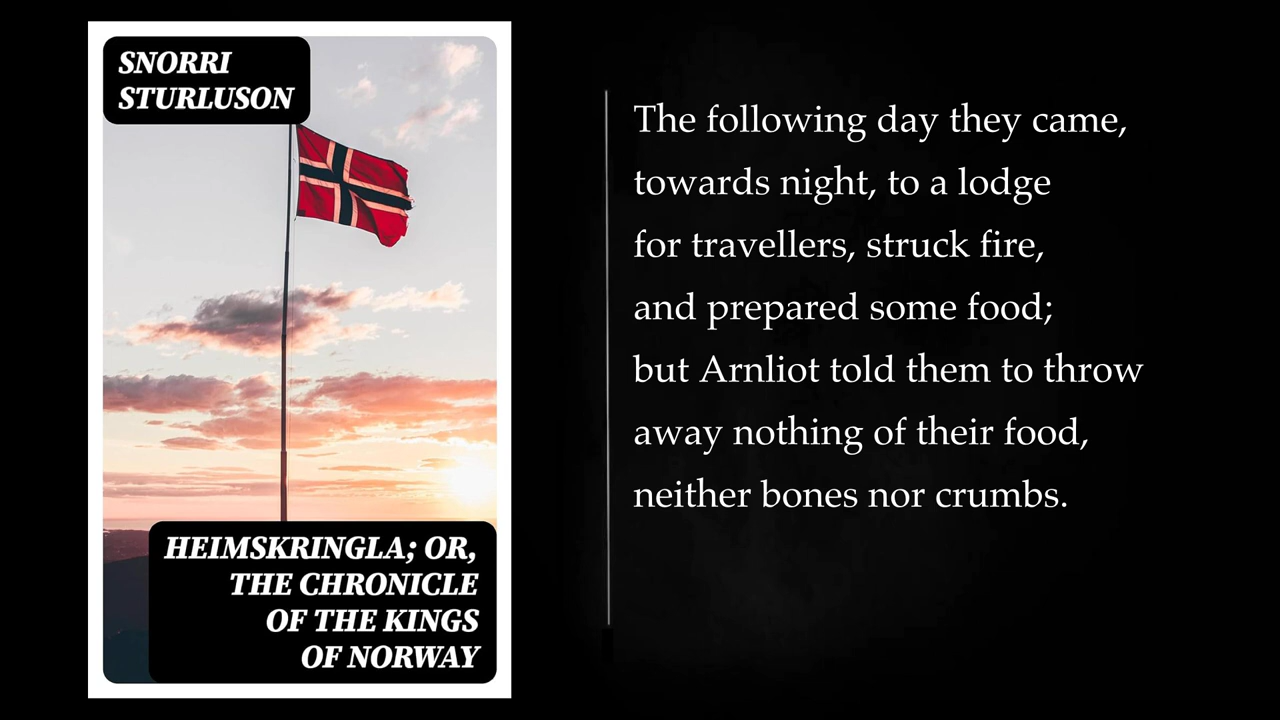 SNORRI
STURLUSON
HEIMSKRINGLA; OR,
THE CHRONICLE
OF THE KINGS
OF NORWAY
The following day they came,
towards night, to a lodge
for travellers, struck fire,
and prepared some food;
but Arnliot told them to throw
away nothing of their food,
neither bones nor crumbs.